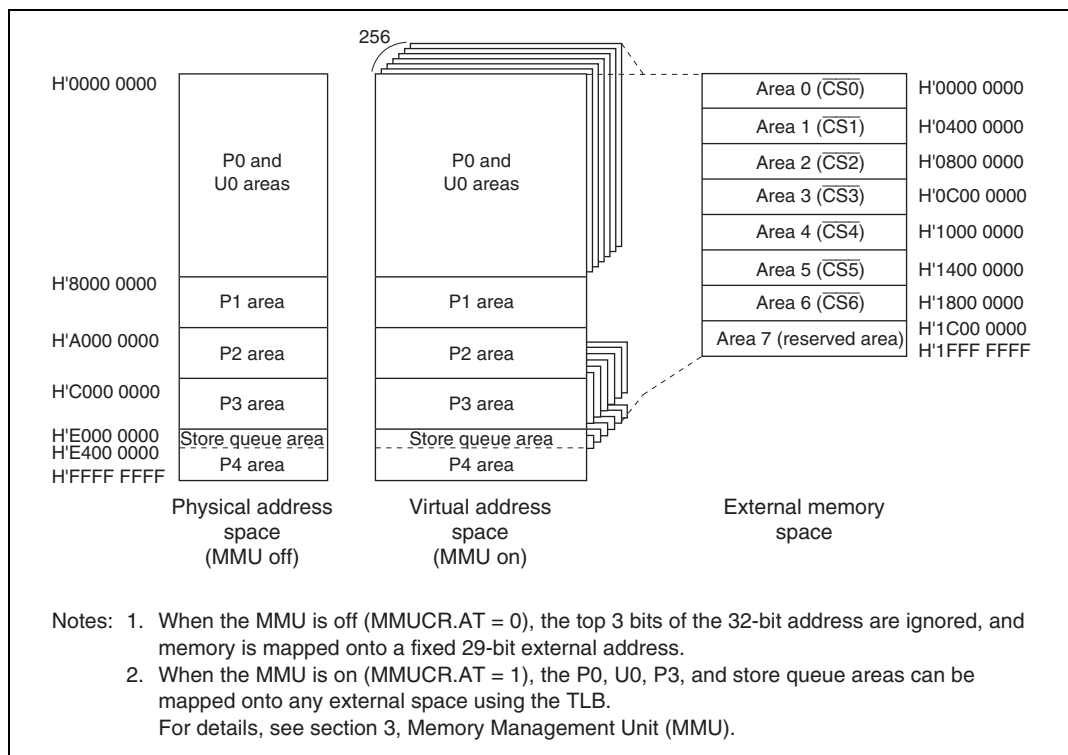 256
H'0000 0000
P0 and
U0 areas
H'8000 0000
P1 area
H'A000 0000
P2 area
H'C000 0000
P3 area
H'E000 0000
Store queue area
H'E400 0000
P4 area
H'FFFF FFFF
Physical address
space
(MMU off)
P0 and
U0 areas
P1 area
P2 area
P3 area
Store queue area
P4 area
Virtual address
space
(MMU on)
Area 0 (C̅S̅0̅) H'0000 0000
Area 1 (C̅S̅1̅) H'0400 0000
Area 2 (C̅S̅2̅) H'0800 0000
Area 3 (C̅S̅3̅) H'0C00 0000
Area 4 (C̅S̅4̅) H'1000 0000
Area 5 (C̅S̅5̅) H'1400 0000
Area 6 (C̅S̅6̅) H'1800 0000
H'1C00 0000
Area 7 (reserved area)
H'1FFF FFFF
External memory
space
Notes: 1. When the MMU is off (MMUCR.AT = 0), the top 3 bits of the 32-bit address are ignored, and
memory is mapped onto a fixed 29-bit external address.
2. When the MMU is on (MMUCR.AT = 1), the P0, U0, P3, and store queue areas can be
mapped onto any external space using the TLB.
For details, see section 3, Memory Management Unit (MMU).